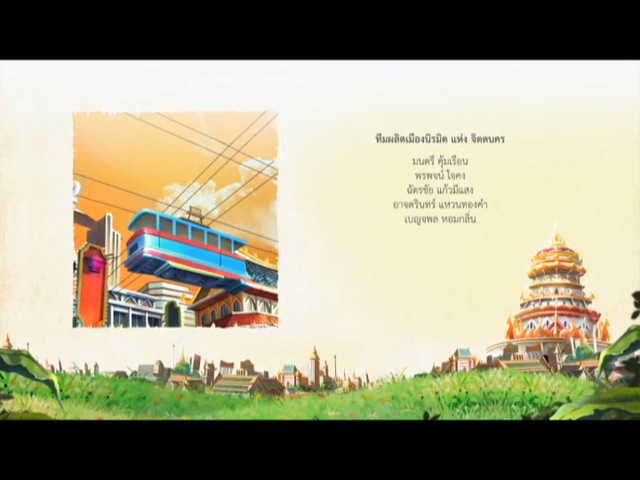 ทีมผลิตเมืองนิรมิต แห่ง จิตตนคร
มนตรี คุ้มเรือน
พรพจน์ ใจคง
ฉัตรชัย แก้วมีแสง
อาจตรินทร์ แหวนทองคำ
เบญจพล หอมกลิ่น